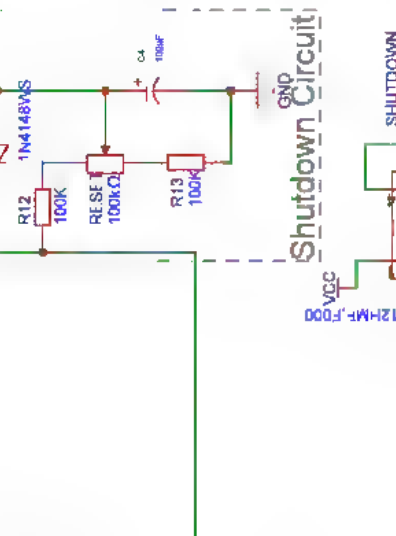 C4
100uF
1N4148WS
GND
Shutdown Circuit
SHUTDOWN
R12
100K
RESET
100kΩ
R13
100K
VCC